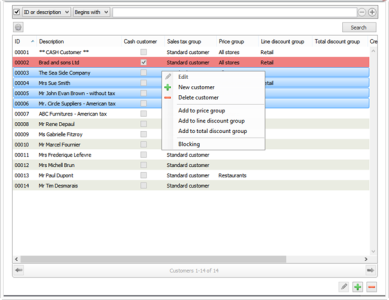 ID or description Begins with
Search
ID Description Cash customer Sales tax group Price group Line discount group Total discount group
00001 ** CASH Customer ** Standard customer All stores Retail
00002 Brad and sons Ltd Standard customer All stores Retail
00003 The Sea Side Company
00004 Mrs Sue Smith
00005 Mr John Evan Brown - without tax
00006 Mr. Circle Suppliers - American tax
00007 ABC Furnitures - American tax
00008 Mr Rene Depaul
00009 Ms Gabrielle Fitzroy
00010 Mr Marcel Fournier
00011 Mrs Frederique Lefevre Standard customer
00012 Mrs Michell Brun Standard customer
00013 Mr Paul Dupont Standard customer Restaurants
00014 Mr Tim Desmarais Standard customer
Edit
New customer
Delete customer
Add to price group
Add to line discount group
Add to total discount group
Blocking
Customers 1-14 of 14